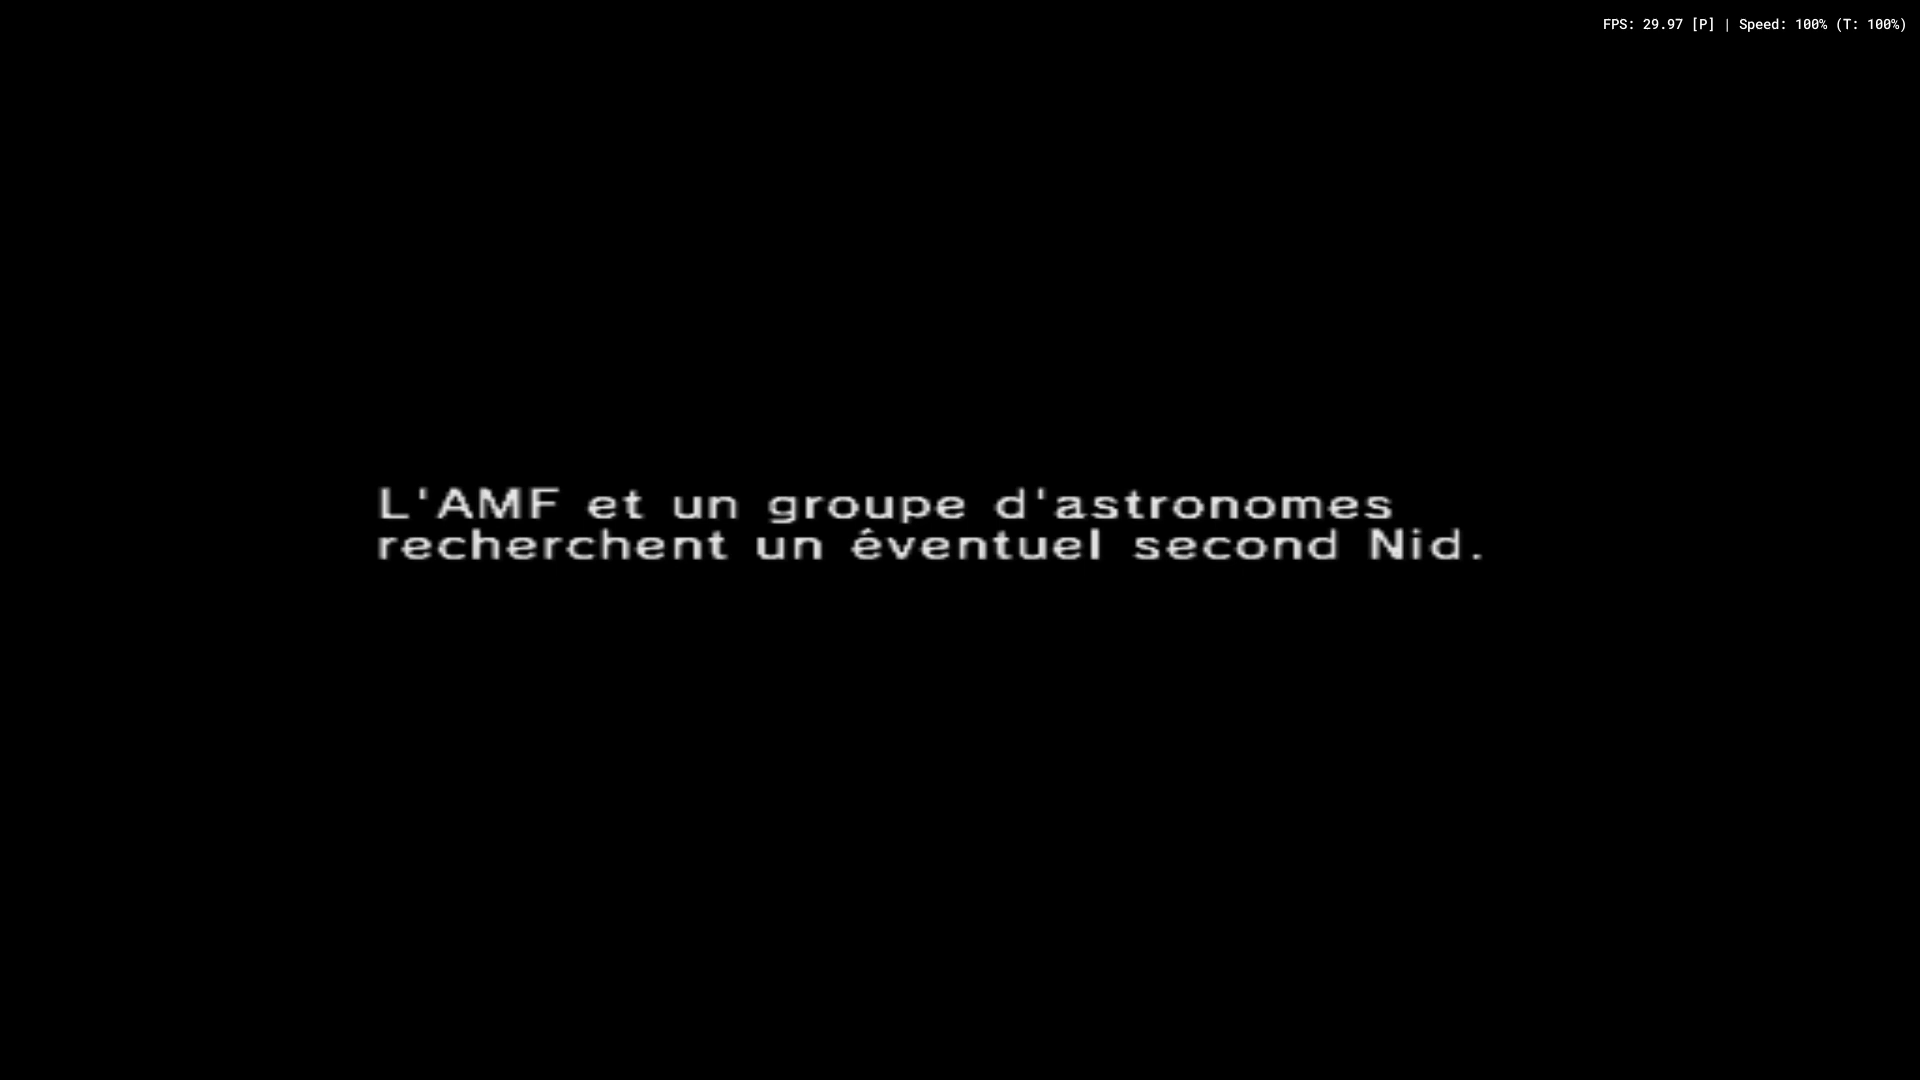 FPS: 29.97 [P] | Speed: 100% (T: 100%)
L'AMF et un groupe d'astronomes
recherchent un éventuel second Nid.